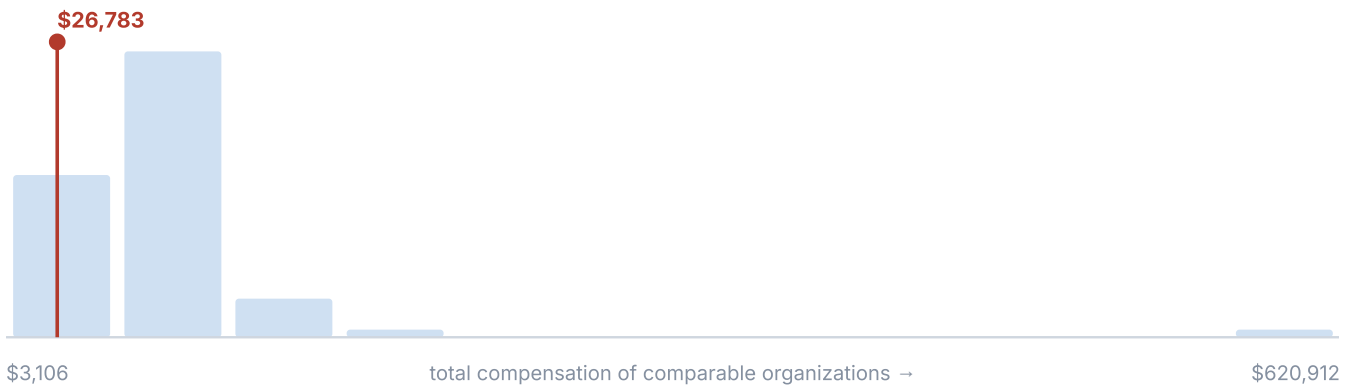 $26,783
$3,106 total compensation of comparable organizations → $620,912